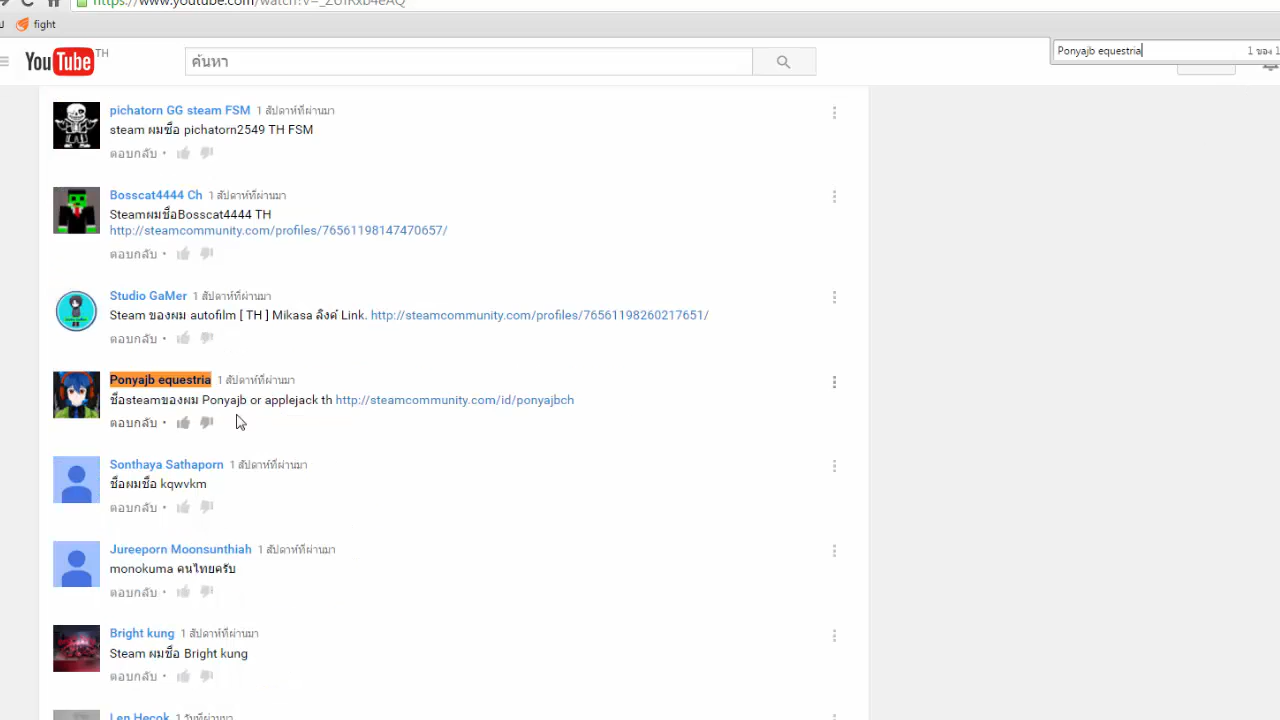 https://www.youtube.com/watch?v=_ZUIRxb4eAQ
fight
Ponyajb equestria
1 ของ 1
YouTube TH
ค้นหา
pichatorn GG steam FSM 1 สัปดาห์ที่ผ่านมา
steam ผมชื่อ pichatorn2549 TH FSM
ตอบกลับ •
Bosscat4444 Ch 1 สัปดาห์ที่ผ่านมา
Steamผมชื่อBosscat4444 TH
http://steamcommunity.com/profiles/76561198147470657/
ตอบกลับ •
Studio GaMer 1 สัปดาห์ที่ผ่านมา
Steam ของผม autofilm [ TH ] Mikasa ลิงค์ Link. http://steamcommunity.com/profiles/76561198260217651/
ตอบกลับ •
Ponyajb equestria 1 สัปดาห์ที่ผ่านมา
ชื่อsteamของผม Ponyajb or applejack th http://steamcommunity.com/id/ponyajbch
ตอบกลับ •
Sonthaya Sathaporn 1 สัปดาห์ที่ผ่านมา
ชื่อผมชื่อ kqwvkm
ตอบกลับ •
Jureeporn Moonsunthiah 1 สัปดาห์ที่ผ่านมา
monokuma คนไทยครับ
ตอบกลับ •
Bright kung 1 สัปดาห์ที่ผ่านมา
Steam ผมชื่อ Bright kung
ตอบกลับ •
Len Hecok 1 วันที่ผ่านมา